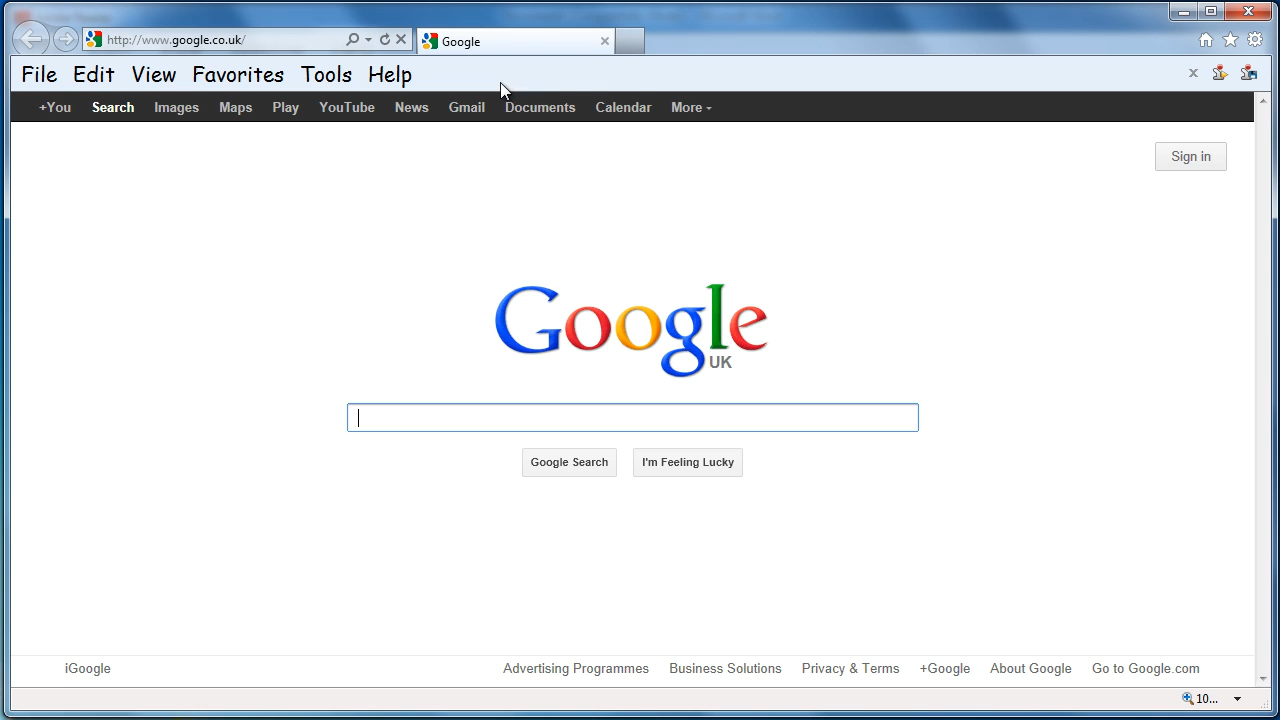 http://www.google.co.uk/
Google
File Edit View Favorites Tools Help
+You Search Images Maps Play YouTube News Gmail Documents Calendar More
Sign in
Google
UK
Google Search I'm Feeling Lucky
iGoogle Advertising Programmes Business Solutions Privacy & Terms +Google About Google Go to Google.com
10...